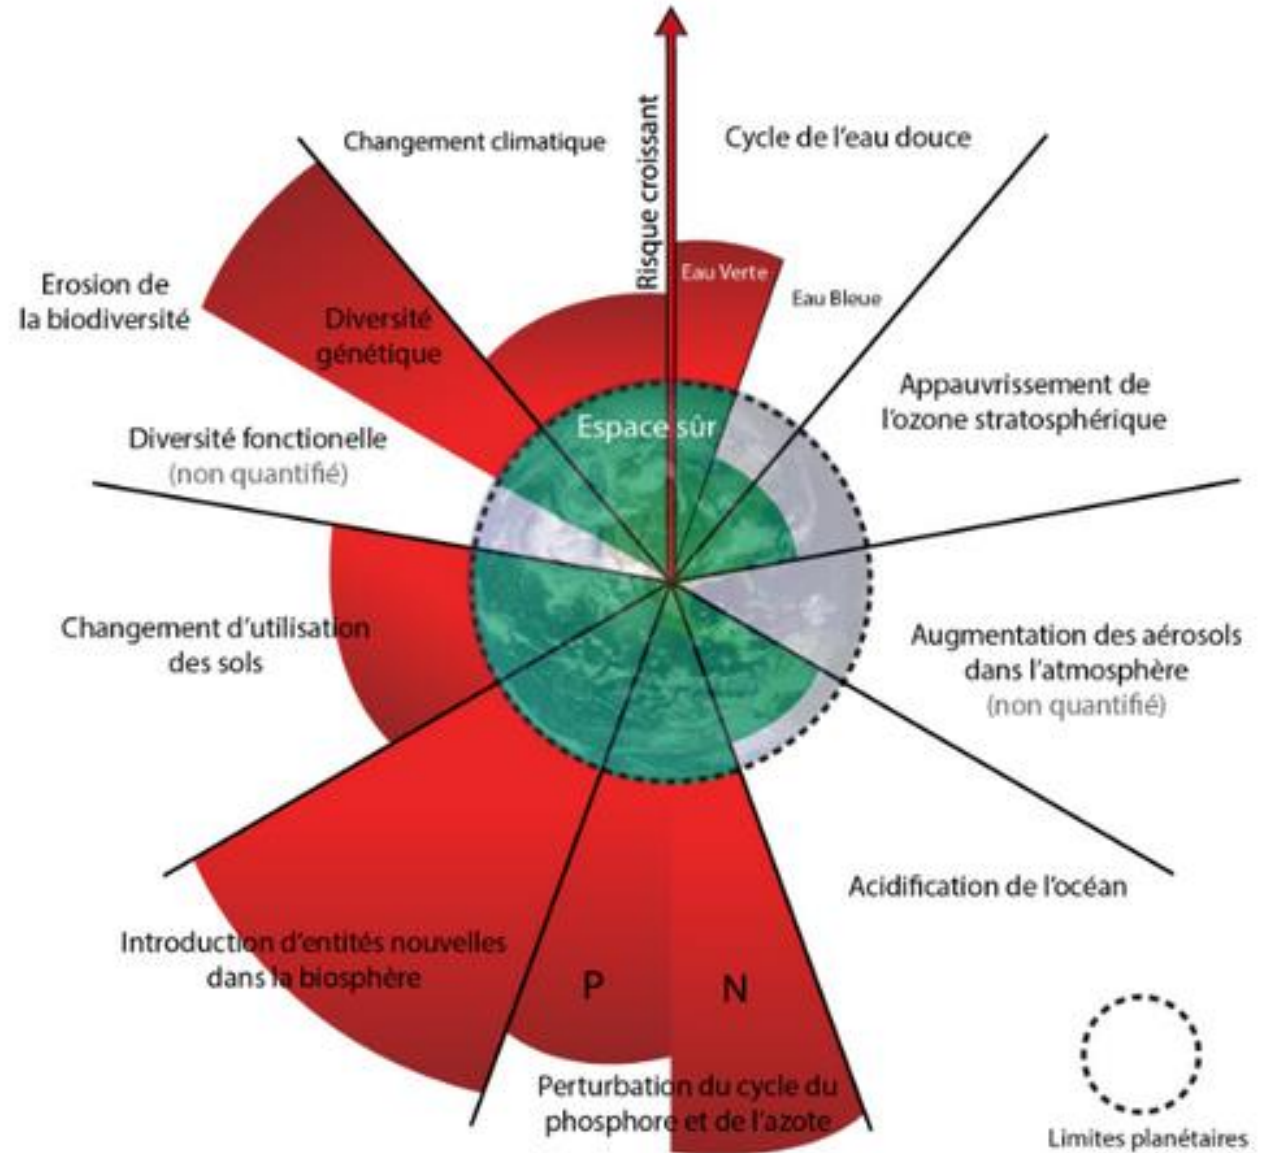 Risque croissant
Changement climatique
Cycle de l'eau douce
Eau Verte
Eau Bleue
Erosion de
la biodiversité
Diversité
génétique
Appauvrissement de
l'ozone stratosphérique
Espace sûr
Diversité fonctionelle
(non quantifié)
Changement d'utilisation
des sols
Augmentation des aérosols
dans l'atmosphère
(non quantifié)
Acidification de l'océan
Introduction d'entités nouvelles
dans la biosphère
P
N
Perturbation du cycle du
phosphore et de l'azote
Limites planétaires